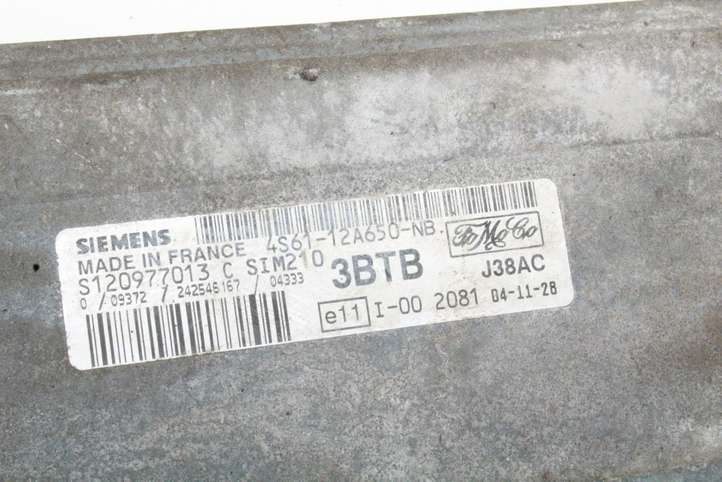 SIEMENS
MADE IN FRANCE 4S61-12A650-NB
FoMoCo
S120977013 C SIM210 3BTB J38AC
0 / 09372 / 242546167 / 04333
e11 I-00 2081 04-11-28